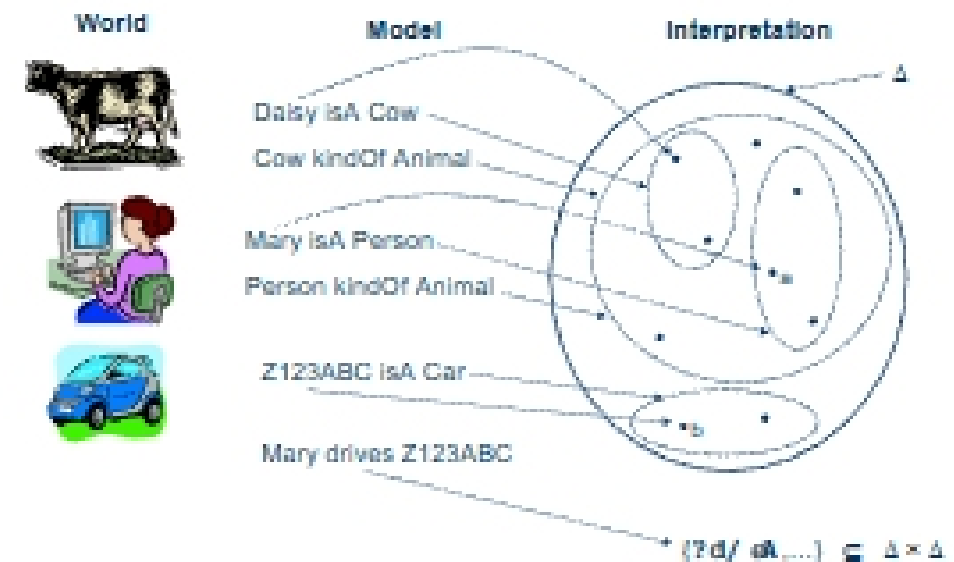 World
Model
Interpretation
Δ
Daisy isA Cow
Cow kindOf Animal
Mary isA Person
a
Person kindOf Animal
Z123ABC isA Car
b
Mary drives Z123ABC
⊆ Δ × Δ